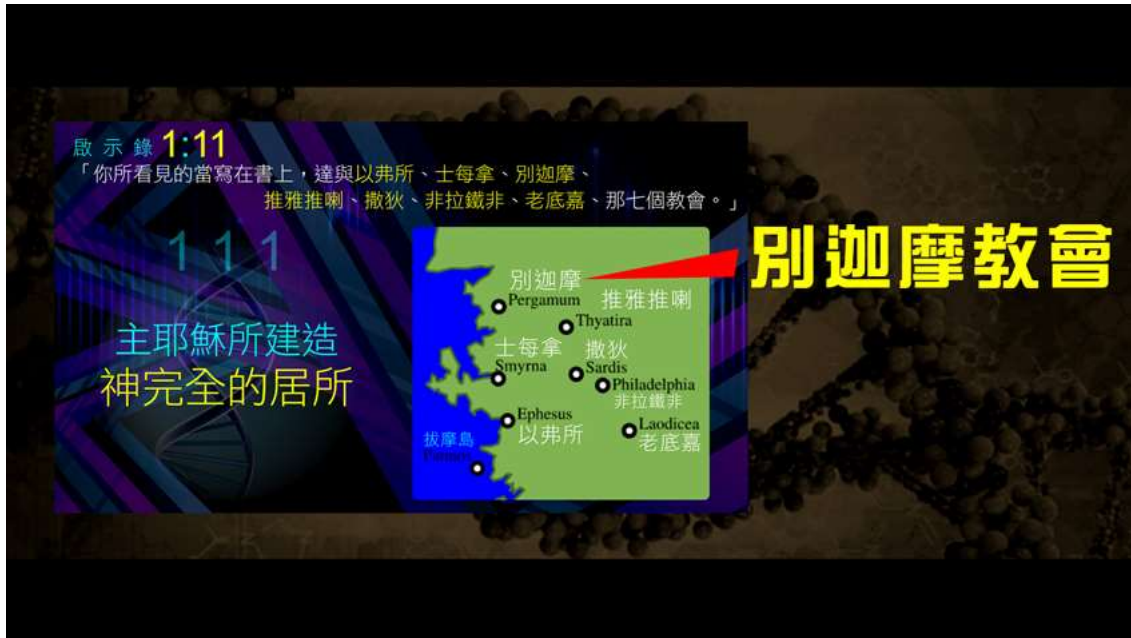 啟示錄1:11
「你所看見的當寫在書上，達與以弗所、士每拿、別迦摩、
推雅推喇、撒狄、非拉鐵非、老底嘉、那七個教會。」
111
主耶穌所建造
神完全的居所
別迦摩教會
別迦摩
Pergamum
推雅推喇
Thyatira
士每拿
Smyrna
撒狄
Sardis
Philadelphia
非拉鐵非
Ephesus
以弗所
Laodicea
老底嘉
拔摩島
Patmos